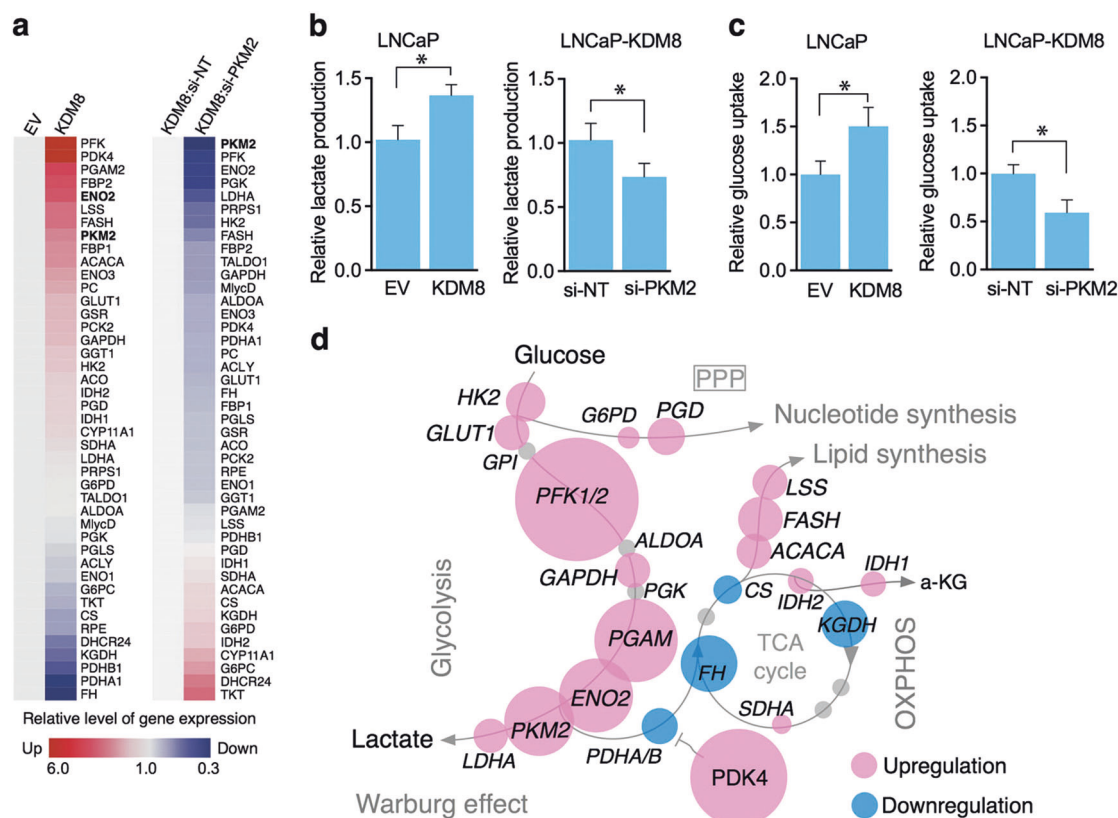 a
EV
KDM8
KDM8:si-NT
KDM8:si-PKM2
PFK
PDK4
PGAM2
FBP2
ENO2
LSS
FASH
PKM2
FBP1
ACACA
ENO3
PC
GLUT1
GSR
PCK2
GAPDH
GGT1
HK2
ACO
IDH2
PGD
IDH1
CYP11A1
SDHA
LDHA
PRPS1
G6PD
TALDO1
ALDOA
MlycD
PGK
PGLS
ACLY
ENO1
G6PC
TKT
CS
RPE
DHCR24
KGDH
PDHB1
PDHA1
FH
PKM2
PFK
ENO2
PGK
LDHA
PRPS1
HK2
FASH
FBP2
TALDO1
GAPDH
MlycD
ALDOA
ENO3
PDK4
PDHA1
PC
ACLY
GLUT1
FH
FBP1
PGLS
GSR
ACO
PCK2
RPE
ENO1
GGT1
PGAM2
LSS
PDHB1
PGD
IDH1
SDHA
ACACA
CS
KGDH
G6PD
IDH2
CYP11A1
G6PC
DHCR24
TKT
Relative level of gene expression
Up Down
6.0 1.0 0.3
b
LNCaP
Relative lactate production
1.5
1.0
0.5
0.0
*
EV KDM8
LNCaP-KDM8
Relative lactate production
1.5
1.0
0.5
0.0
*
si-NT si-PKM2
c
LNCaP
Relative glucose uptake
2.0
1.5
1.0
0.5
0.0
*
EV KDM8
LNCaP-KDM8
Relative glucose uptake
2.0
1.5
1.0
0.5
0.0
*
si-NT si-PKM2
d
Glucose
PPP
HK2
G6PD
PGD
Nucleotide synthesis
GLUT1
GPI
Lipid synthesis
LSS
PFK1/2
FASH
ALDOA
ACACA
GAPDH
IDH1
PGK
CS
IDH2
a-KG
KGDH
Glycolysis
PGAM
TCA
cycle
OXPHOS
FH
ENO2
SDHA
PKM2
Lactate
LDHA
PDHA/B
PDK4
Upregulation
Downregulation
Warburg effect